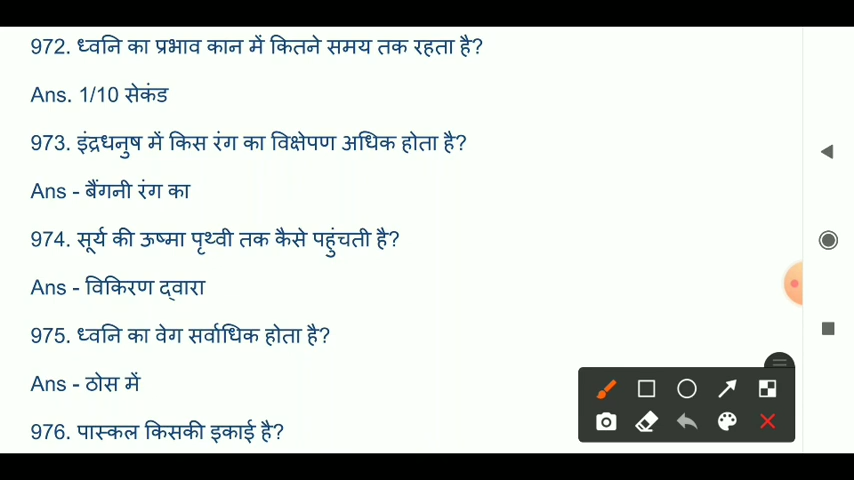 972. ध्वनि का प्रभाव कान में कितने समय तक रहता है?
Ans. 1/10 सेकंड
973. इंद्रधनुष में किस रंग का विक्षेपण अधिक होता है?
Ans - बैंगनी रंग का
974. सूर्य की ऊष्मा पृथ्वी तक कैसे पहुंचती है?
Ans - विकिरण द्वारा
975. ध्वनि का वेग सर्वाधिक होता है?
Ans - ठोस में
976. पास्कल किसकी इकाई है?